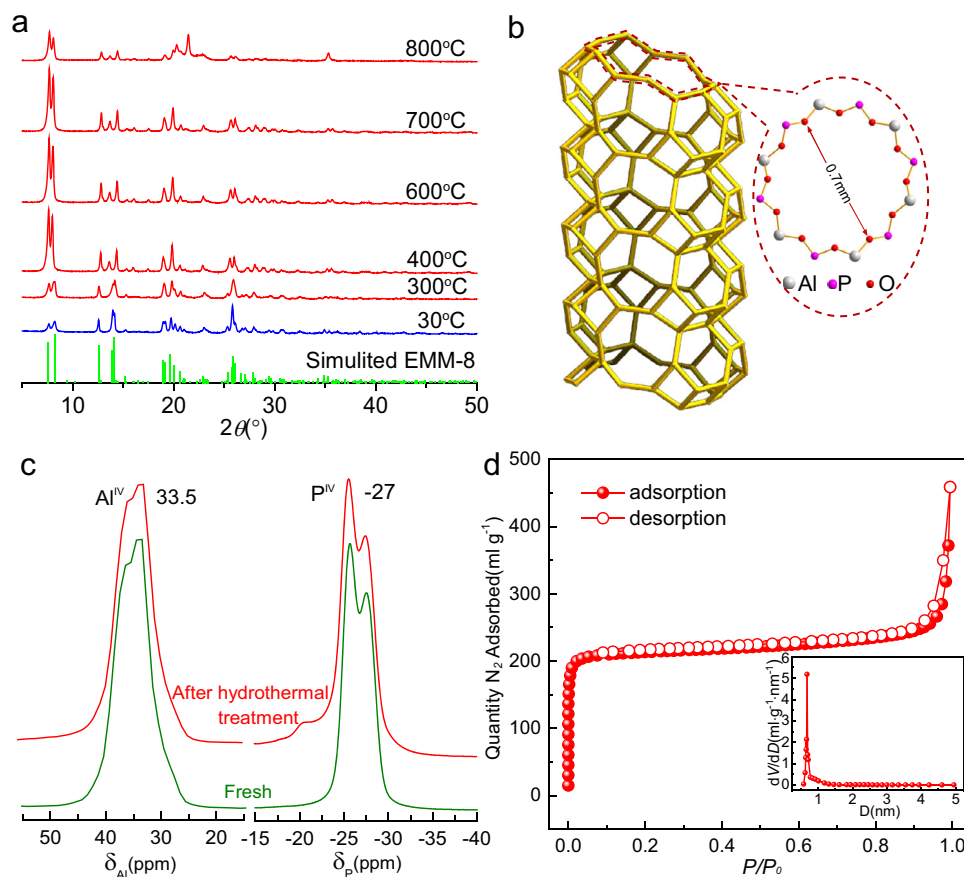 a
800°C
700°C
600°C
400°C
300°C
30°C
Simulited EMM-8
10 20 30 40 50
2θ(°)
b
0.7mm
Al P O
c
Al^IV 33.5
P^IV -27
After hydrothermal
treatment
Fresh
50 40 30 20
-15 -20 -25 -30 -35 -40
δ_Al(ppm)
δ_P(ppm)
d
500
400
300
200
100
0
Quantity N₂ Adsorbed(ml g⁻¹)
adsorption
desorption
6
5
4
3
2
1
0
dV/dD(ml·g⁻¹·nm⁻¹)
1 2 3 4 5
D(nm)
0.0 0.2 0.4 0.6 0.8 1.0
P/P₀